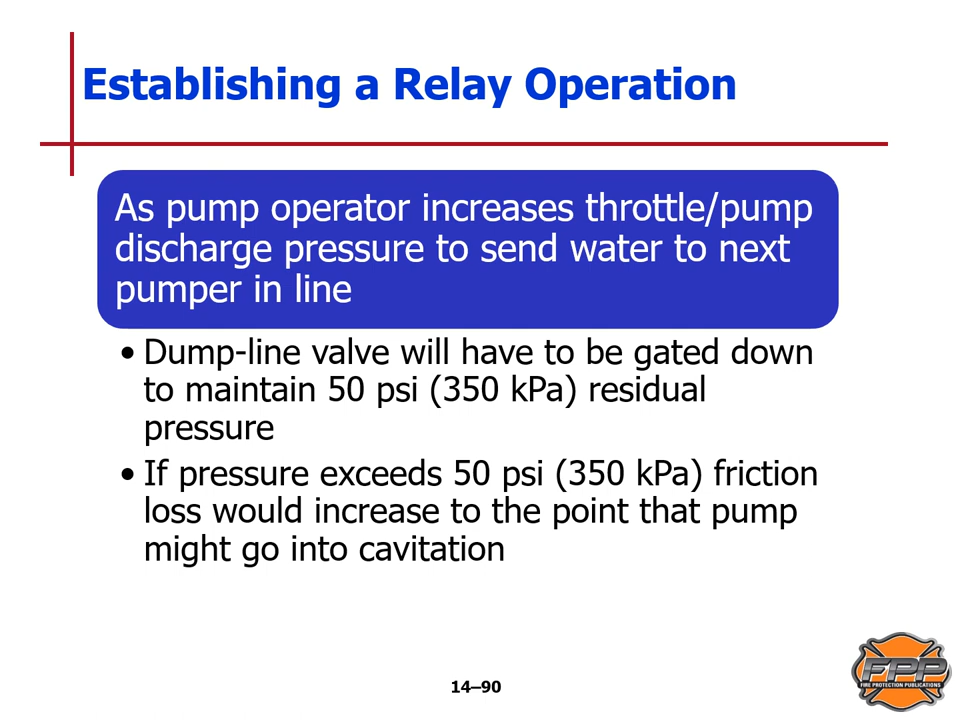 Establishing a Relay Operation
As pump operator increases throttle/pump
discharge pressure to send water to next
pumper in line
• Dump-line valve will have to be gated down
to maintain 50 psi (350 kPa) residual
pressure
• If pressure exceeds 50 psi (350 kPa) friction
loss would increase to the point that pump
might go into cavitation
14–90
FPP
FIRE PROTECTION PUBLICATIONS